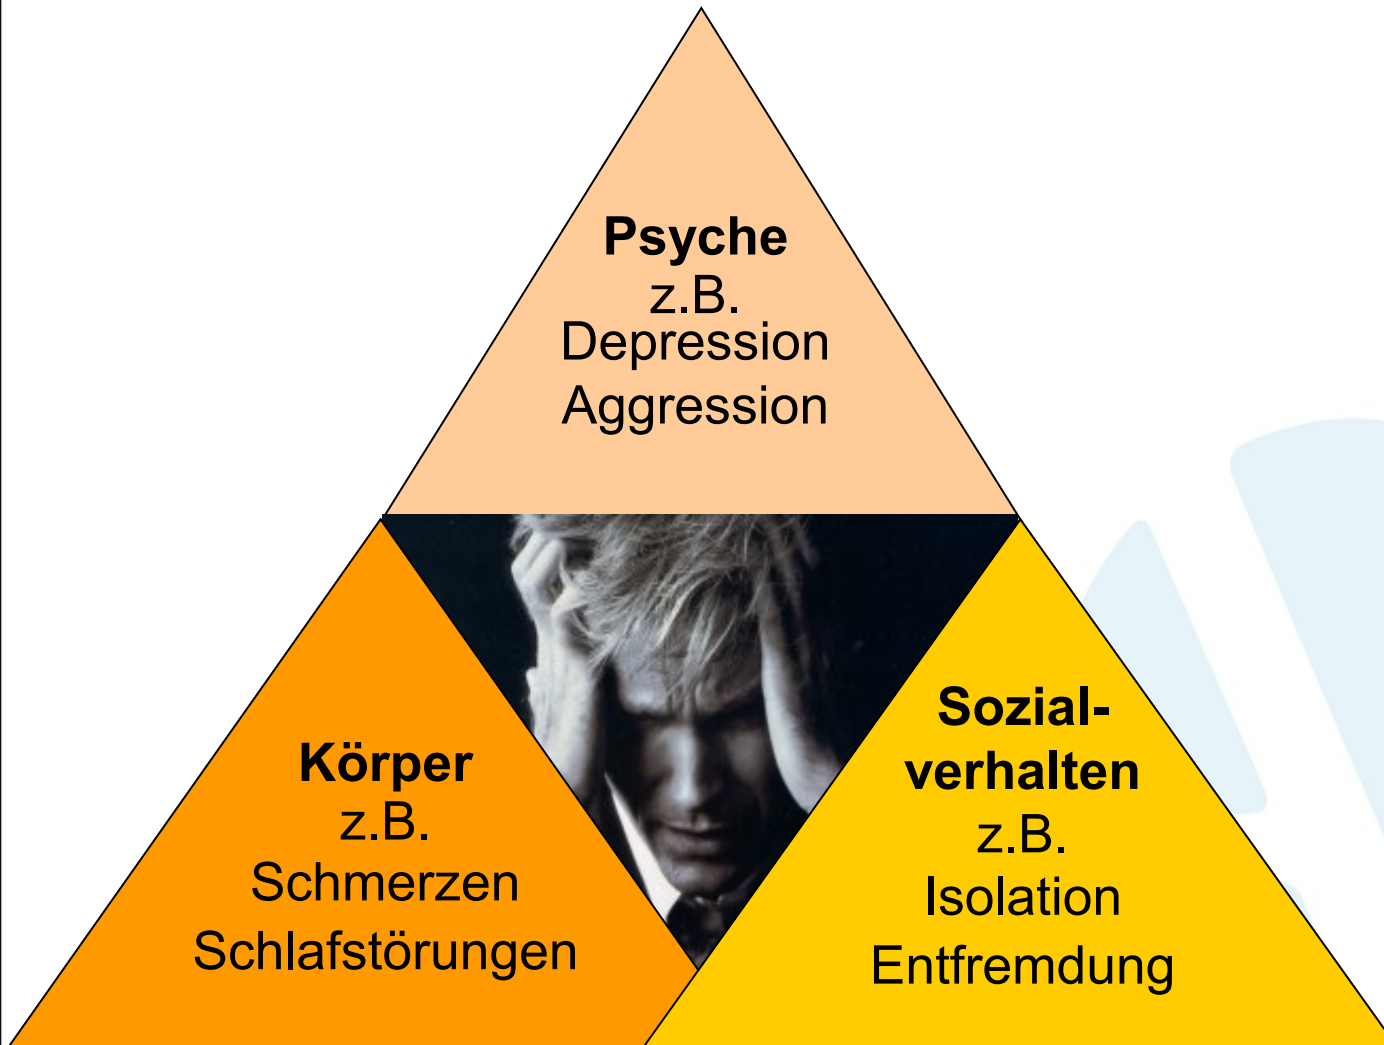 Psyche
z.B.
Depression
Aggression
Körper
z.B.
Schmerzen
Schlafstörungen
Sozial-
verhalten
z.B.
Isolation
Entfremdung